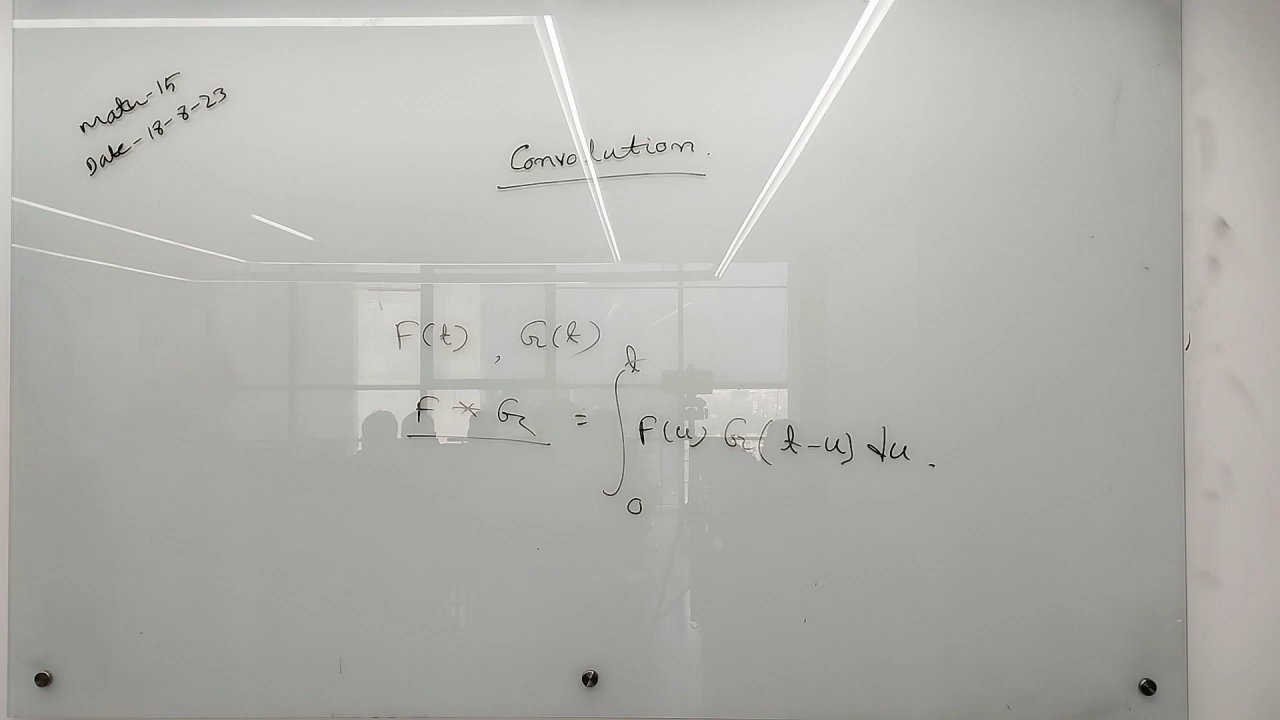 Math-15
Date-18-8-23
Convolution.
F(t) , G(t)
F * G = ∫₀ᵗ F(u) G(t-u) du.